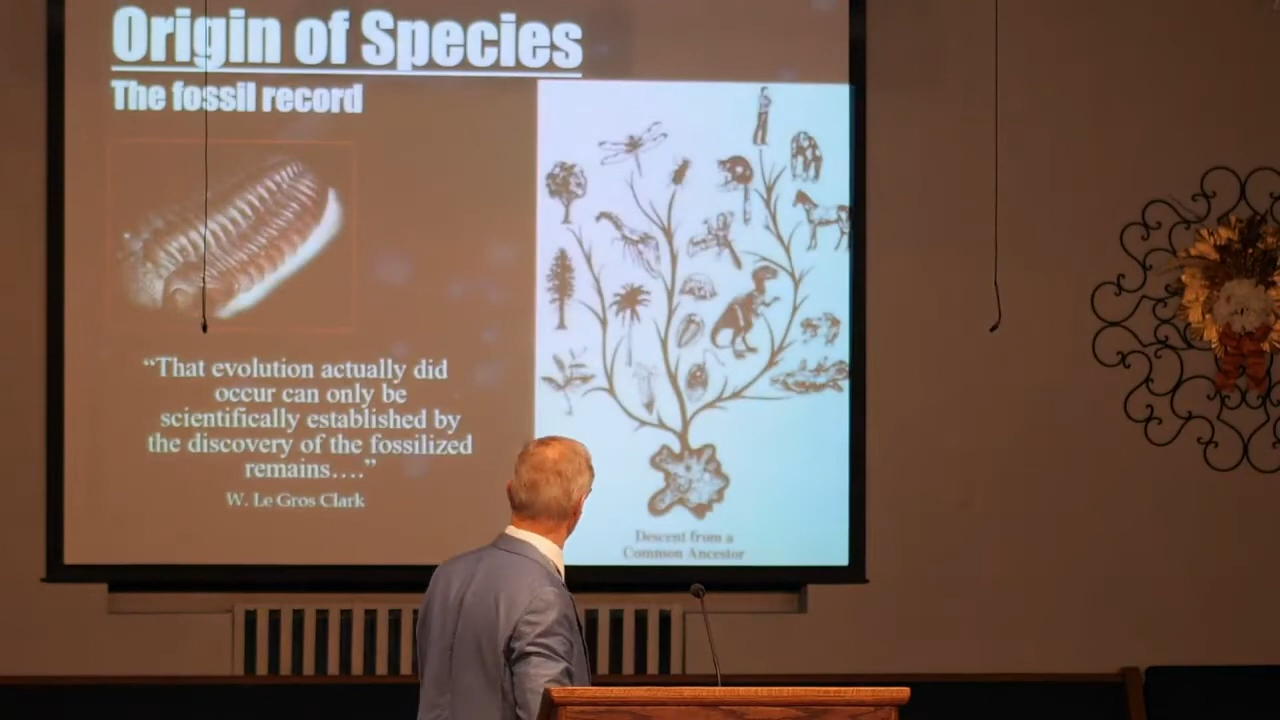 Origin of Species
The fossil record
“That evolution actually did
occur can only be
scientifically established by
the discovery of the fossilized
remains….”
W. Le Gros Clark
Descent from a
Common Ancestor